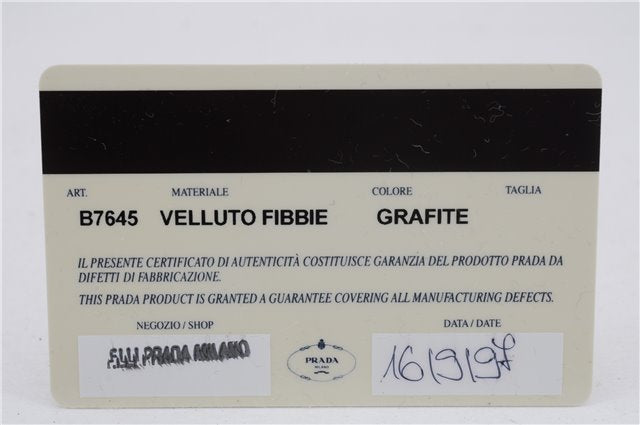 ART. MATERIALE COLORE TAGLIA
B7645 VELLUTO FIBBIE GRAFITE
IL PRESENTE CERTIFICATO DI AUTENTICITÀ COSTITUISCE GARANZIA DEL PRODOTTO PRADA DA
DIFETTI DI FABBRICAZIONE.
THIS PRADA PRODUCT IS GRANTED A GUARANTEE COVERING ALL MANUFACTURING DEFECTS.
NEGOZIO / SHOP DATA / DATE
F.LLI PRADA MILANO
PRADA
MILANO
16/9/97